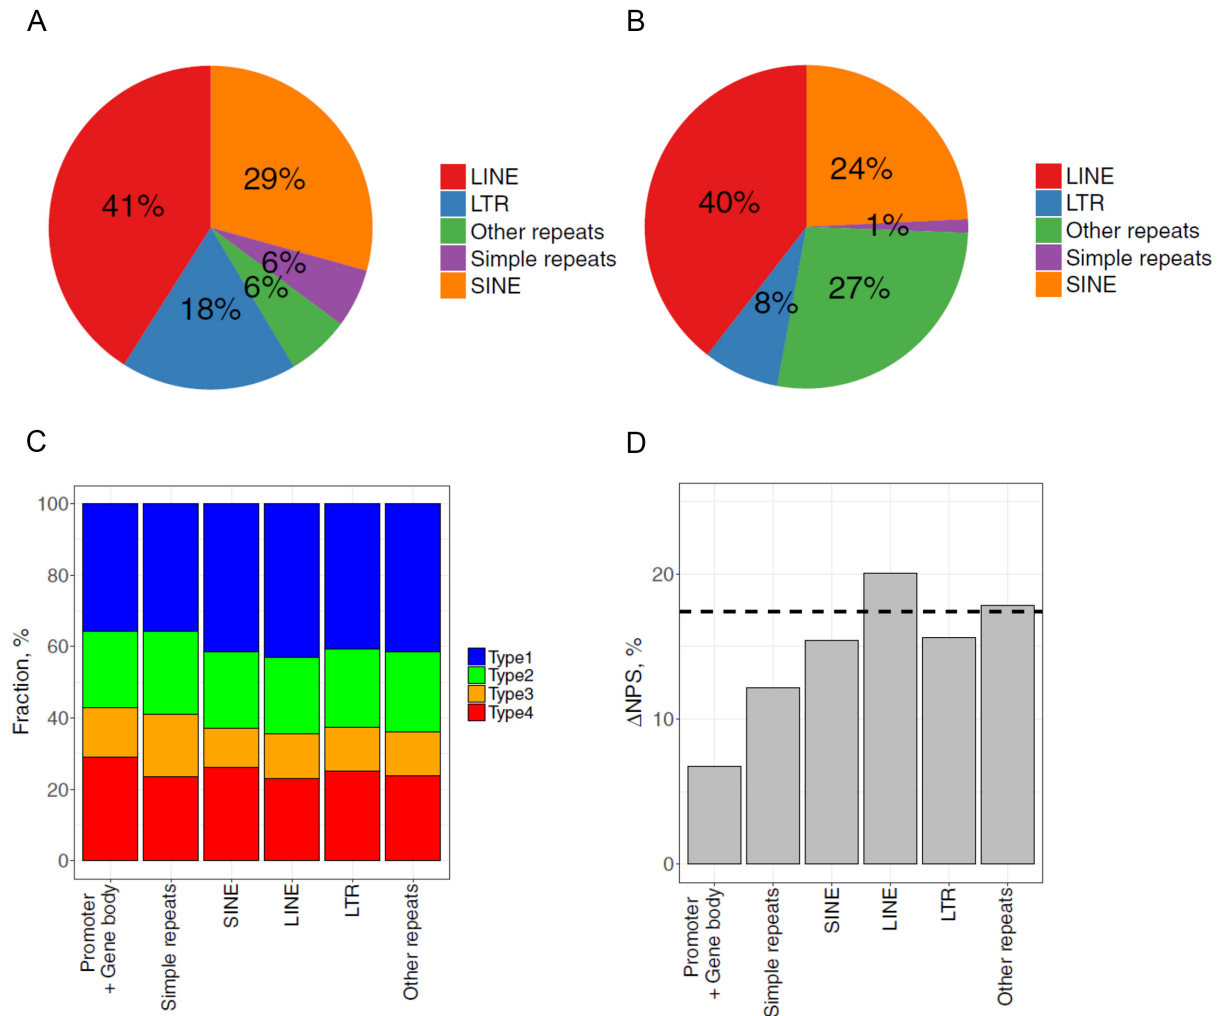 A
41%
29%
6%
6%
18%
LINE
LTR
Other repeats
Simple repeats
SINE
B
40%
24%
1%
27%
8%
LINE
LTR
Other repeats
Simple repeats
SINE
C
Fraction, %
100
80
60
40
20
0
Promoter
+ Gene body
Simple repeats
SINE
LINE
LTR
Other repeats
Type1
Type2
Type3
Type4
D
ΔNPS, %
20
10
0
Promoter
+ Gene body
Simple repeats
SINE
LINE
LTR
Other repeats